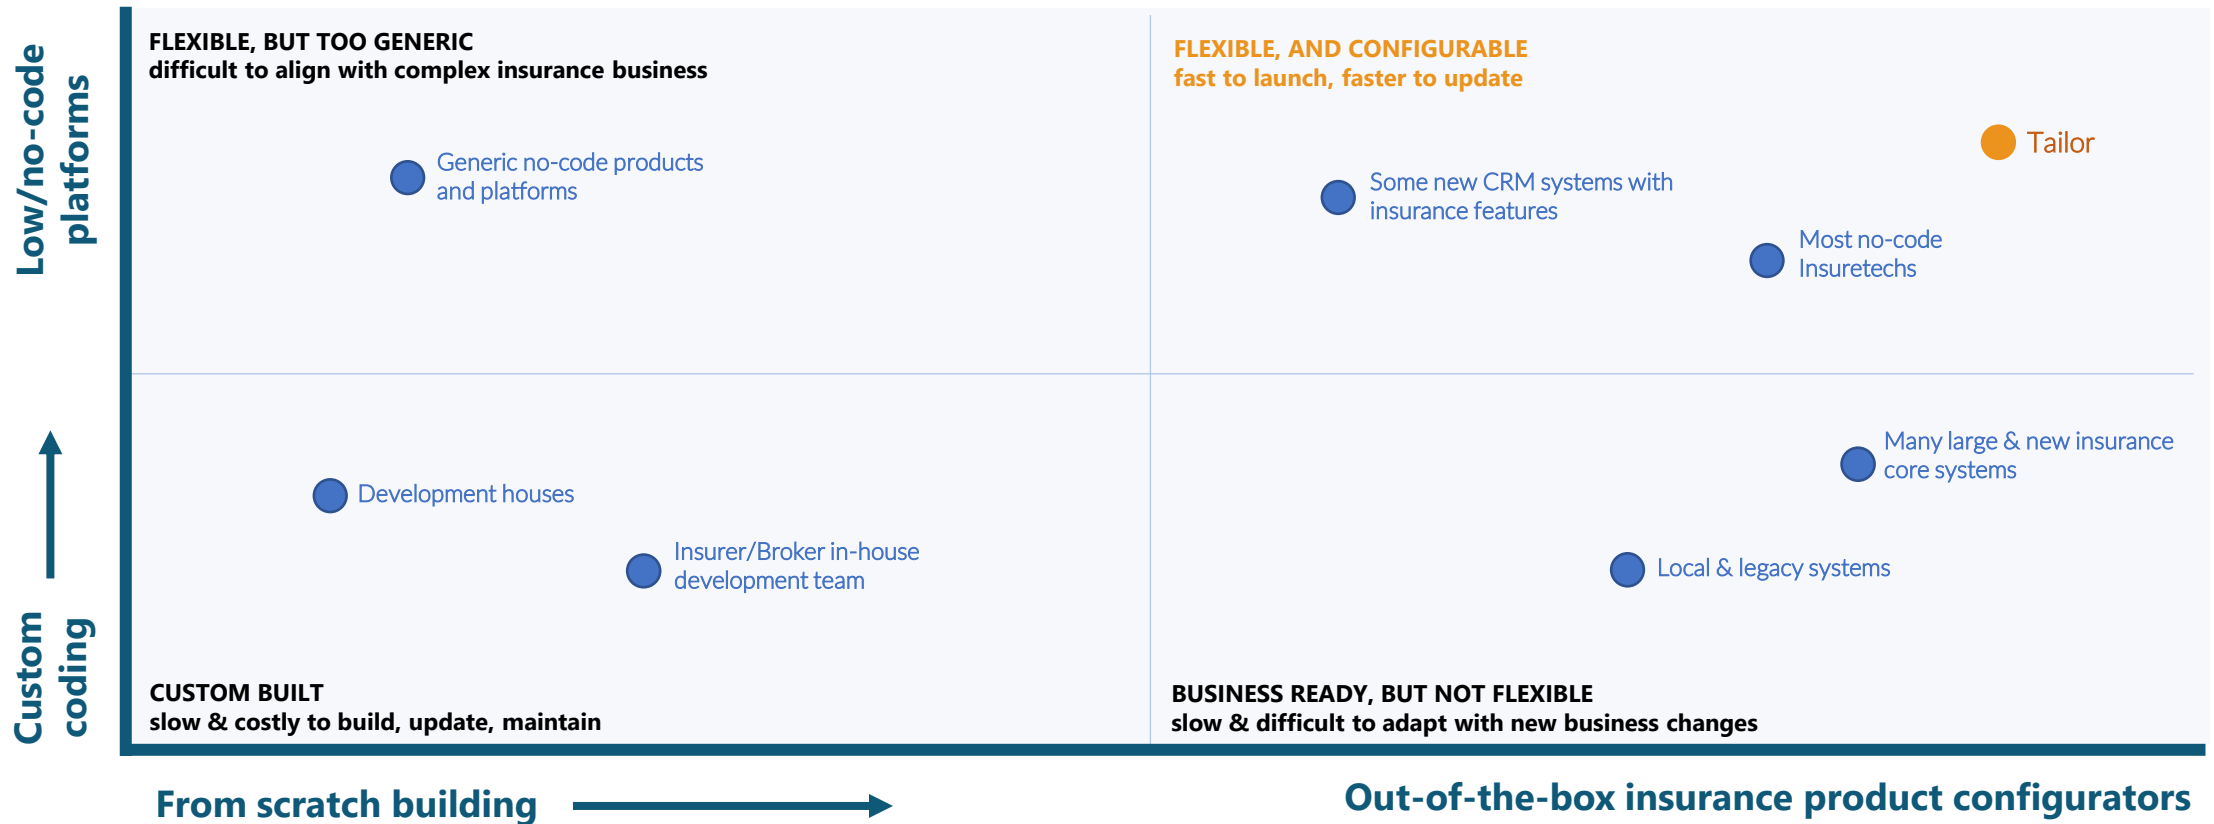 Low/no-code
platforms
Custom
coding
FLEXIBLE, BUT TOO GENERIC
difficult to align with complex insurance business
Generic no-code products
and platforms
FLEXIBLE, AND CONFIGURABLE
fast to launch, faster to update
Tailor
Some new CRM systems with
insurance features
Most no-code
Insuretechs
Development houses
Insurer/Broker in-house
development team
CUSTOM BUILT
slow & costly to build, update, maintain
Many large & new insurance
core systems
Local & legacy systems
BUSINESS READY, BUT NOT FLEXIBLE
slow & difficult to adapt with new business changes
From scratch building
Out-of-the-box insurance product configurators